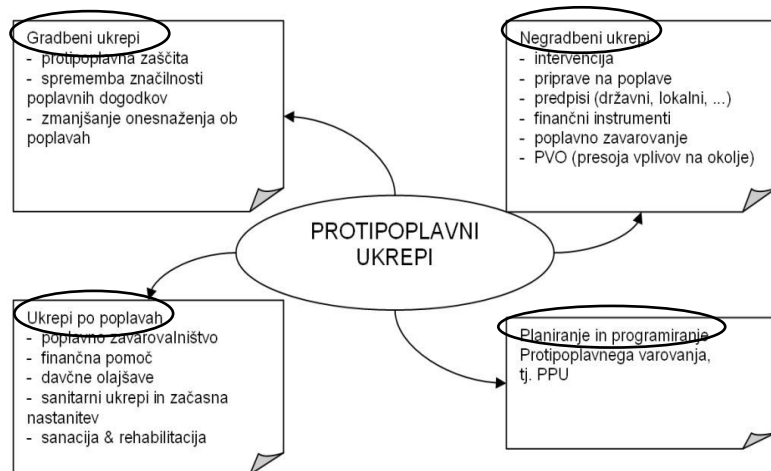 Gradbeni ukrepi
- protipoplavna zaščita
- sprememba značilnosti
poplavnih dogodkov
- zmanjšanje onesnaženja ob
poplavah
Negradbeni ukrepi
- intervencija
- priprave na poplave
- predpisi (državni, lokalni, ...)
- finančni instrumenti
- poplavno zavarovanje
- PVO (presoja vplivov na okolje)
PROTIPOPLAVNI
UKREPI
Ukrepi po poplavah
- poplavno zavarovalništvo
- finančna pomoč
- davčne olajšave
- sanitarni ukrepi in začasna
nastanitev
- sanacija & rehabilitacija
Planiranje in programiranje
Protipoplavnega varovanja,
tj. PPU